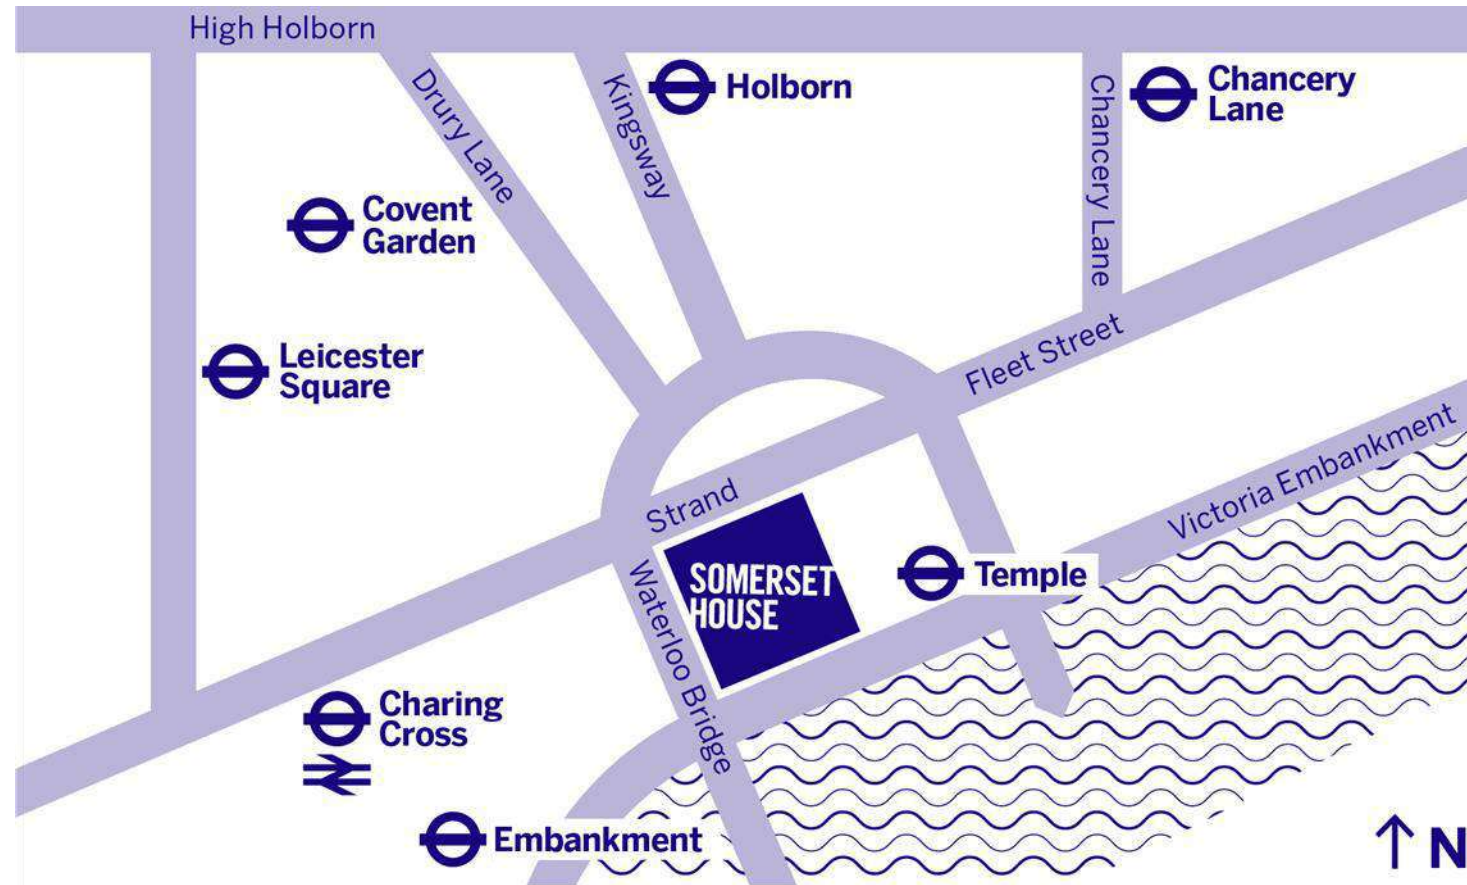 High Holborn
Drury Lane
Kingsway
Holborn
Chancery Lane
Chancery
Lane
Covent
Garden
Leicester
Square
Fleet Street
Strand
Victoria Embankment
SOMERSET
HOUSE
Waterloo Bridge
Temple
Charing
Cross
Embankment
N